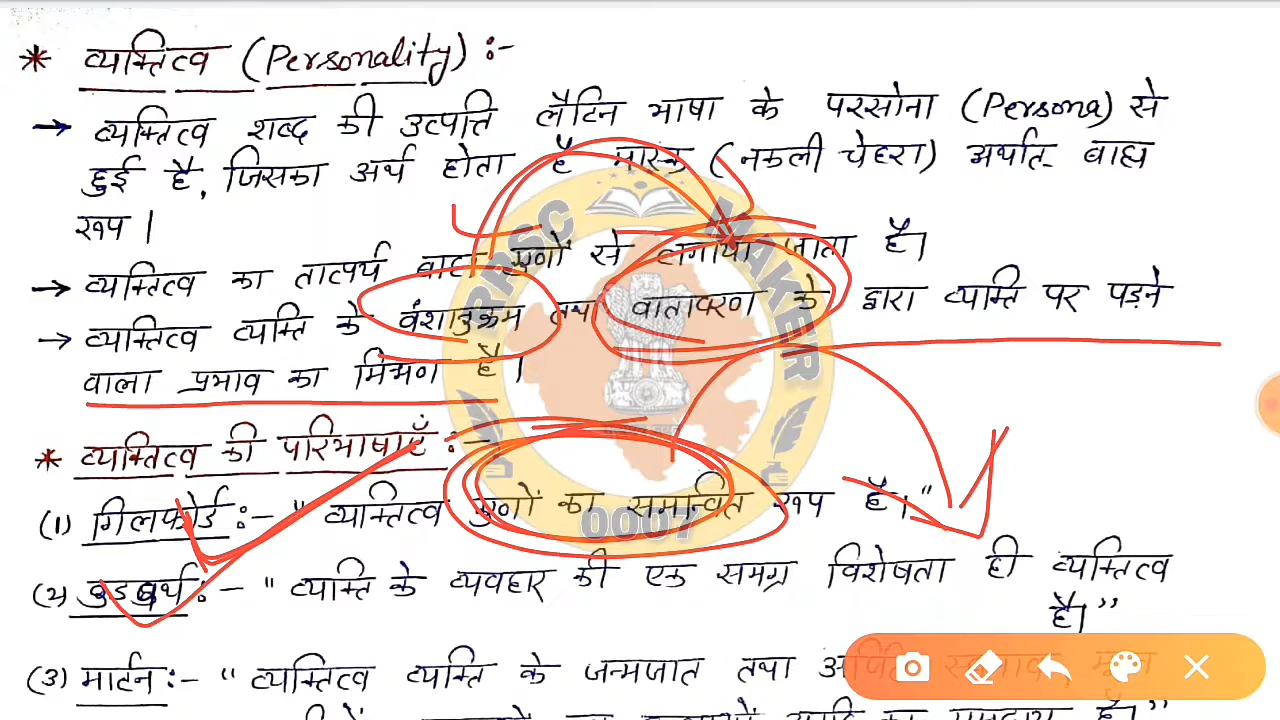 * व्यक्तित्व (Personality) :-
→ व्यक्तित्व शब्द की उत्पत्ति लैटिन भाषा के परसोना (Persona) से
हुई है, जिसका अर्थ होता है मास्क (नकली चेहरा) अर्थात- बाह्य
रूप।
→ व्यक्तित्व का तात्पर्य बाह्य गुणों से लगाया जाता है।
→ व्यक्तित्व व्यक्ति के वंशानुक्रम तथा वातावरण के द्वारा व्यक्ति पर पड़ने
वाला प्रभाव का मिश्रण है।
* व्यक्तित्व की परिभाषाएँ :-
(1) गिलफोर्ड :- "व्यक्तित्व गुणों का समन्वित रूप है।"
(2) वुडवर्थ :- "व्यक्ति के व्यवहार की एक समग्र विशेषता ही व्यक्तित्व
है।"
(3) मार्टन :- "व्यक्तित्व व्यक्ति के जन्मजात तथा अर्जित
MAKER
0007